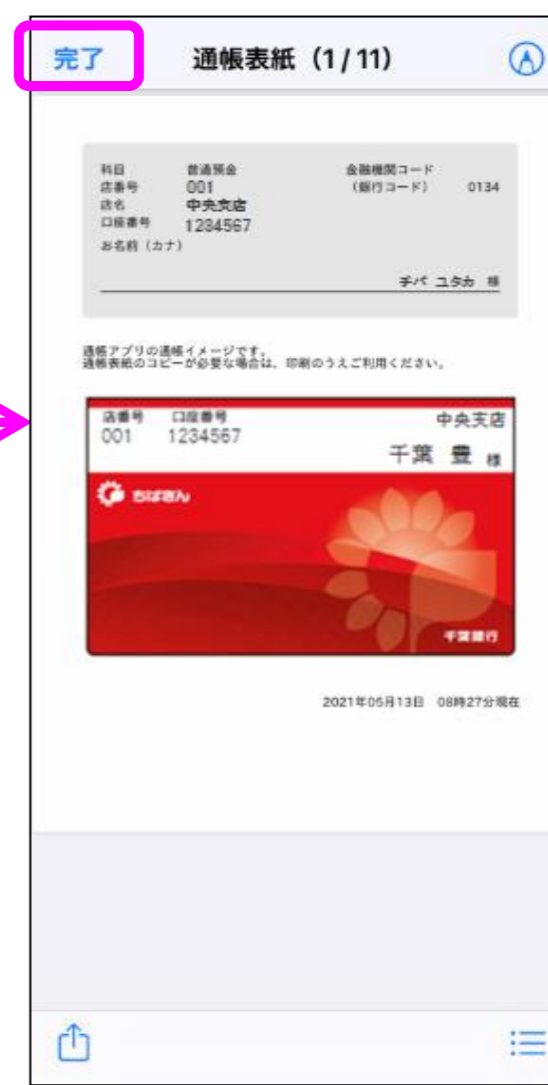 完了 通帳表紙（1 / 11）
科目 普通預金 金融機関コード
店番号 001 （銀行コード） 0134
店名 中央支店
口座番号 1234567
お名前（カナ）
チバ ユタカ 様
通帳アプリの通帳イメージです。
通帳表紙のコピーが必要な場合は、印刷のうえご利用ください。
店番号 口座番号 中央支店
001 1234567
千葉 豊 様
ちばぎん
千葉銀行
2021年05月13日 08時27分現在